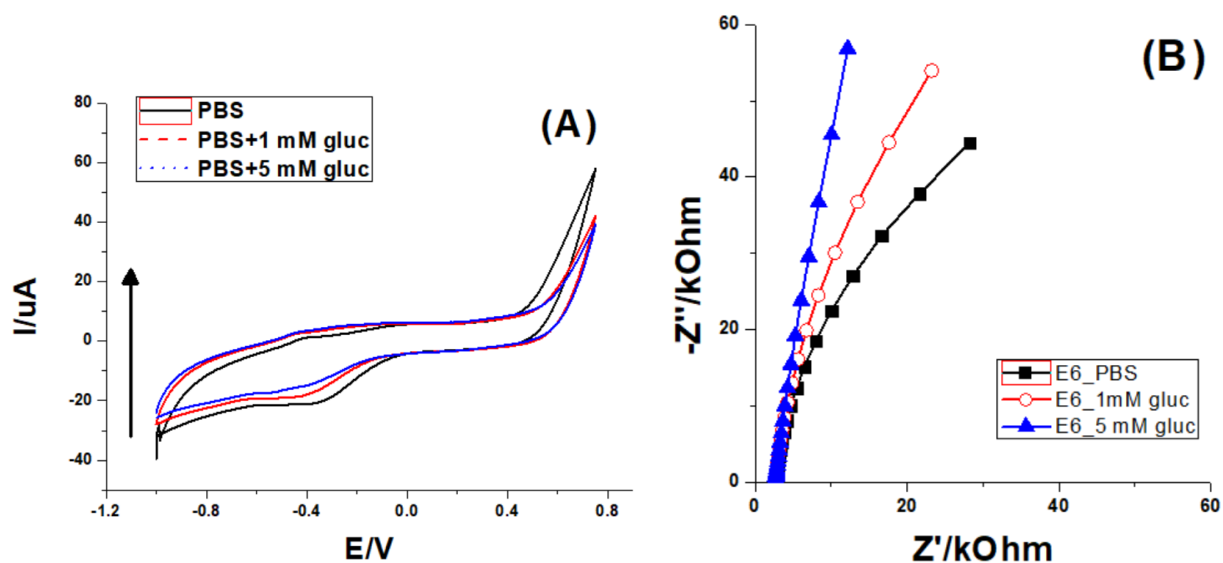 (A)
PBS
PBS+1 mM gluc
PBS+5 mM gluc
80
60
40
20
0
-20
-40
I/uA
-1.2
-0.8
-0.4
0.0
0.4
0.8
E/V
(B)
60
40
20
0
-Z''/kOhm
E6_PBS
E6_1mM gluc
E6_5 mM gluc
0
20
40
60
Z'/kOhm